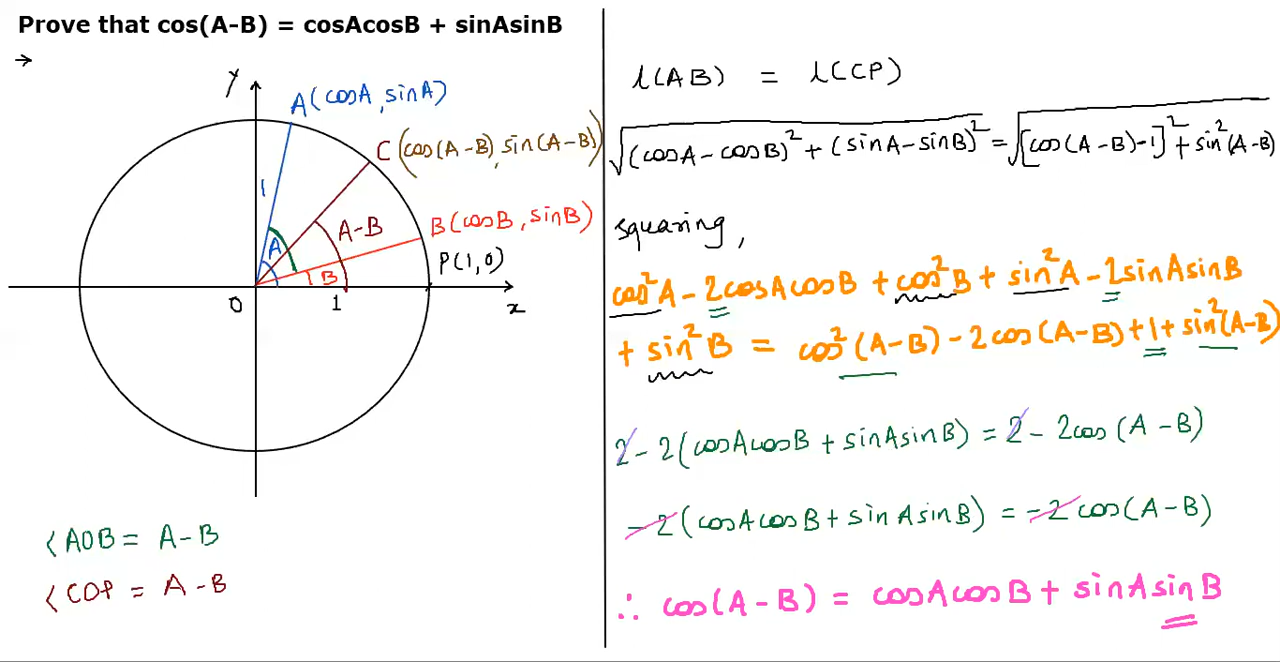 Prove that cos(A-B) = cosAcosB + sinAsinB
→
Y
A(cosA, sinA)
C (cos(A-B), sin(A-B))
1
A-B
B(cosB, sinB)
A
1 B
P(1,0)
O
1
x
<AOB = A-B
<COP = A-B
l(AB) = l(CP)
√(cosA-cosB)² + (sinA-sinB)² = √[cos(A-B)-1]² + sin²(A-B)
squaring,
cos²A - 2cosAcosB + cos²B + sin²A - 2sinAsinB
+ sin²B = cos²(A-B) - 2cos(A-B) + 1 + sin²(A-B)
2 - 2(cosAcosB + sinAsinB) = 2 - 2cos(A-B)
-2(cosAcosB + sinAsinB) = -2cos(A-B)
∴ cos(A-B) = cosAcosB + sinAsinB